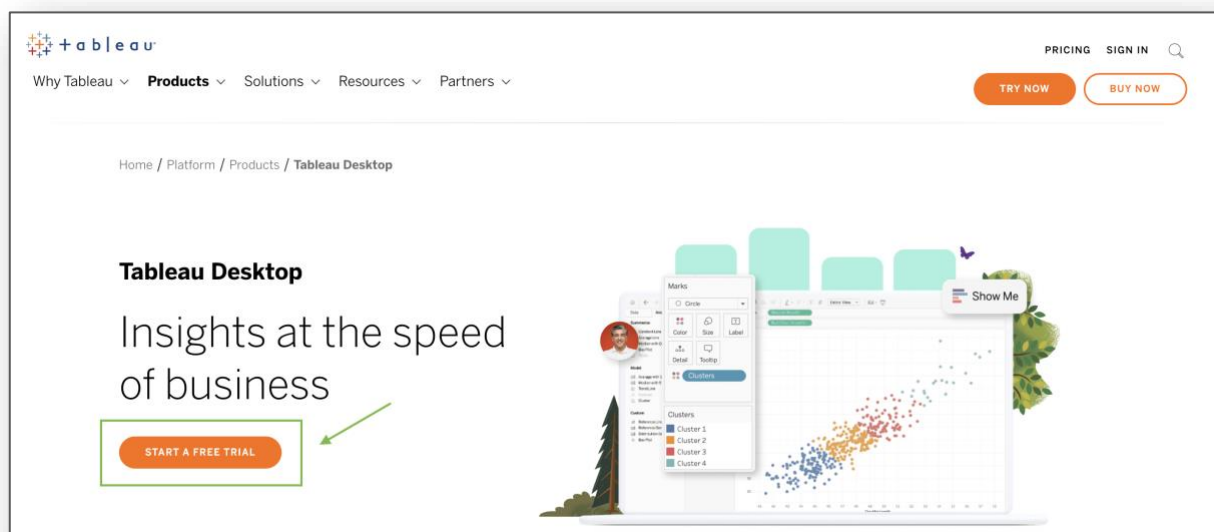 +ableau
PRICING SIGN IN
Why Tableau Products Solutions Resources Partners
TRY NOW BUY NOW
Home / Platform / Products / Tableau Desktop
Tableau Desktop
Insights at the speed
of business
START A FREE TRIAL
Show Me
Marks
Circle
Color Size Label
Detail Tooltip
Clusters
Clusters
Cluster 1
Cluster 2
Cluster 3
Cluster 4